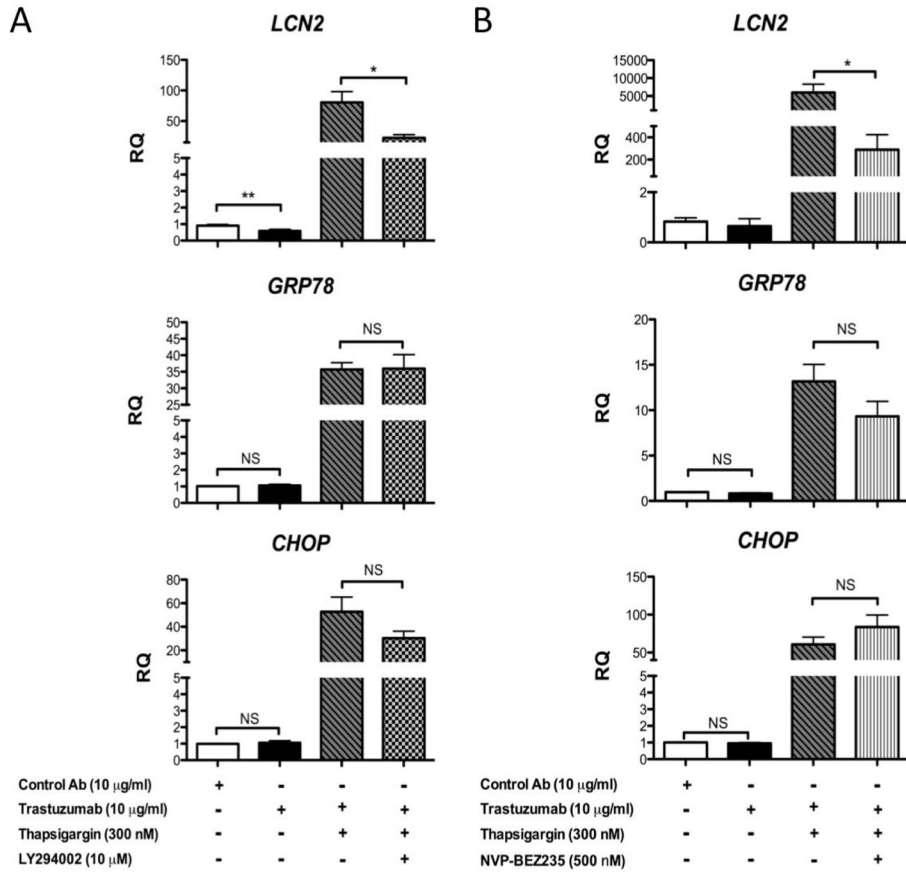 A
LCN2
RQ
150
100
50
5
4
3
2
1
0
**
*
GRP78
RQ
50
45
40
35
30
25
5
4
3
2
1
0
NS
NS
CHOP
RQ
80
60
40
20
5
4
3
2
1
0
NS
NS
Control Ab (10 μg/ml) + - - -
Trastuzumab (10 μg/ml) - + + +
Thapsigargin (300 nM) - - + +
LY294002 (10 μM) - - - +
B
LCN2
RQ
15000
10000
5000
400
200
2
0
*
GRP78
RQ
20
15
10
5
0
NS
NS
CHOP
RQ
150
100
50
5
4
3
2
1
0
NS
NS
Control Ab (10 μg/ml) + - - -
Trastuzumab (10 μg/ml) - + + +
Thapsigargin (300 nM) - - + +
NVP-BEZ235 (500 nM) - - - +